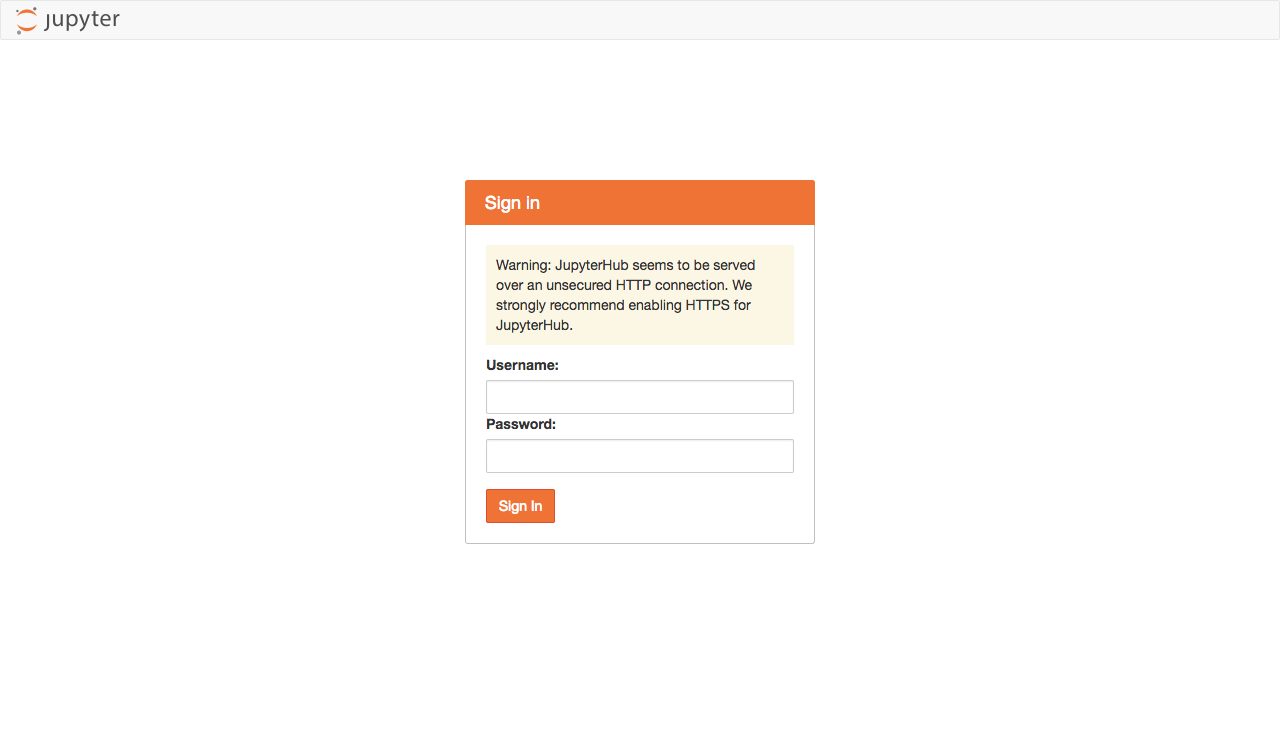 jupyter
Sign in
Warning: JupyterHub seems to be served
over an unsecured HTTP connection. We
strongly recommend enabling HTTPS for
JupyterHub.
Username:
Password:
Sign In